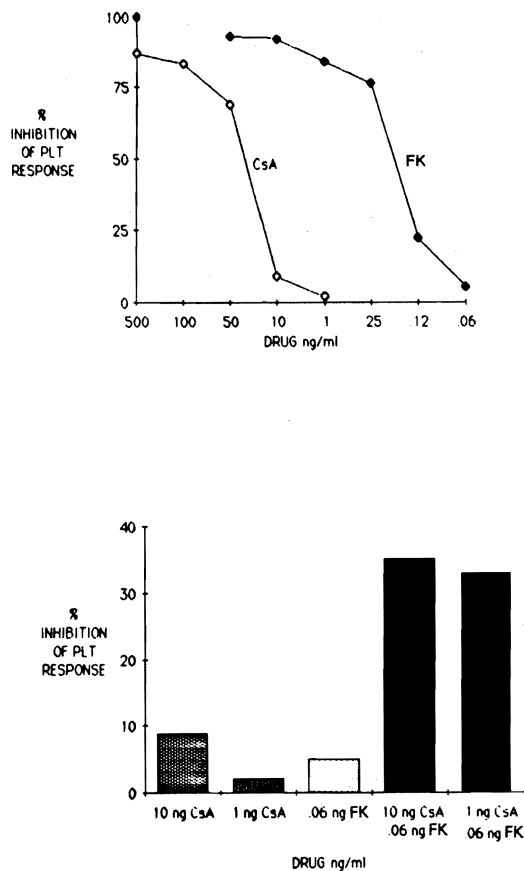 100
75
50
25
0
%
INHIBITION
OF PLT
RESPONSE
CsA
FK
500 100 50 10 1 25 .12 .06
DRUG ng/ml
40
30
20
10
0
%
INHIBITION
OF PLT
RESPONSE
10 ng CsA 1 ng CsA .06 ng FK 10 ng CsA 1 ng CsA
.06 ng FK .06 ng FK
DRUG ng/ml